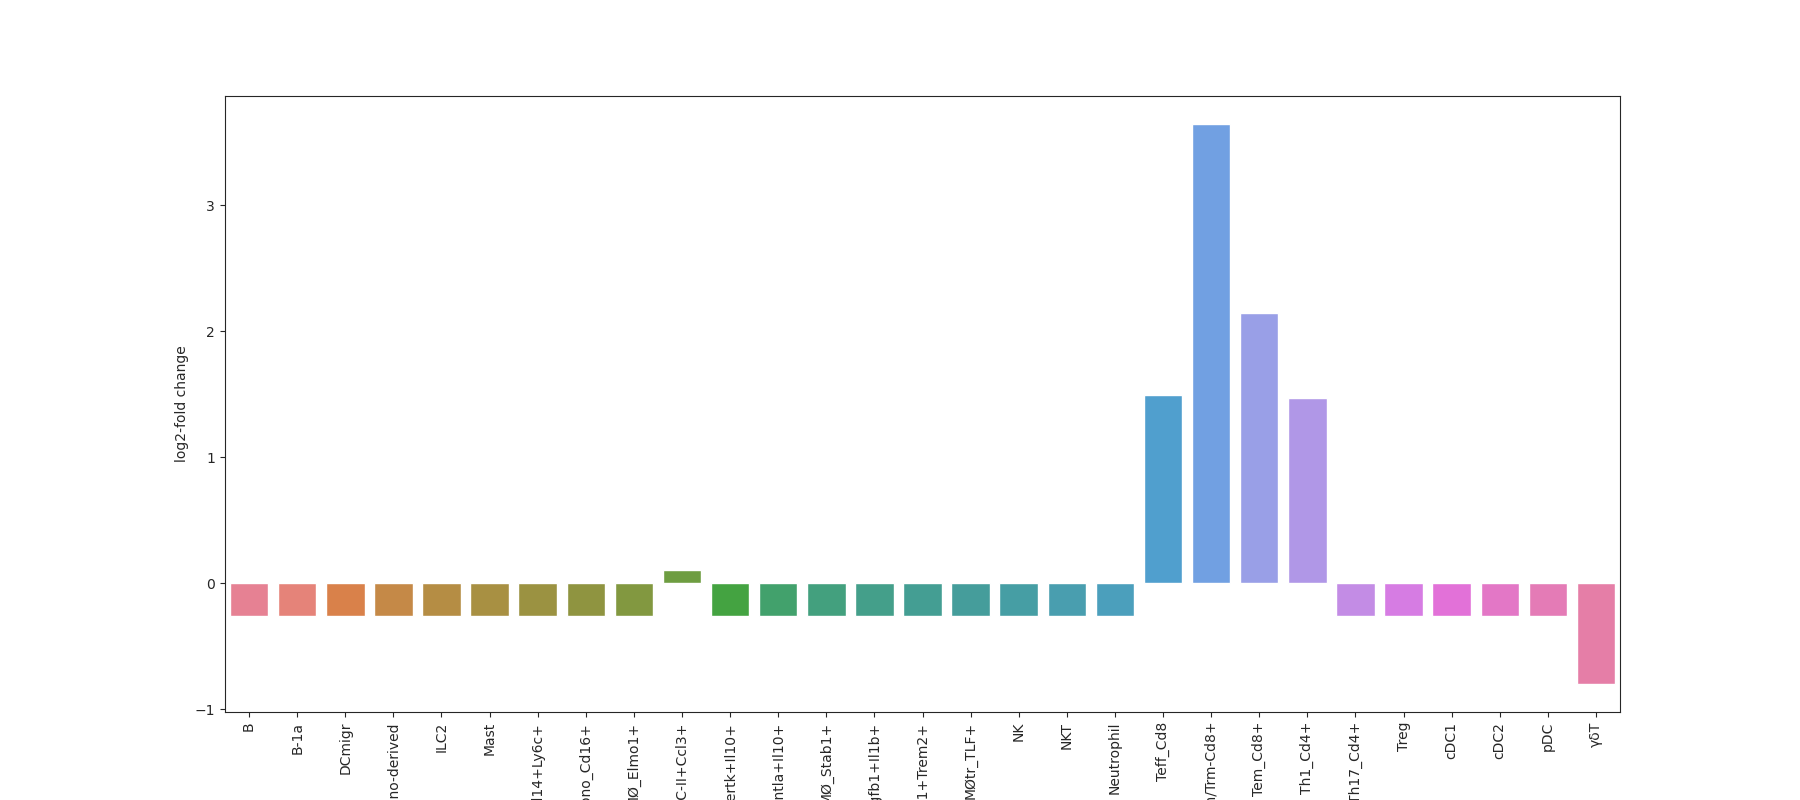 log2-fold change
3
2
1
0
−1
B
B-1a
DCmigr
no-derived
ILC2
Mast
l14+Ly6c+
ono_Cd16+
Ø_Elmo1+
C-II+Ccl3+
ertk+Il10+
ntla+Il10+
MØ_Stab1+
gfb1+Il1b+
1+Trem2+
MØtr_TLF+
NK
NKT
Neutrophil
Teff_Cd8
/Trm-Cd8+
Tem_Cd8+
Th1_Cd4+
Th17_Cd4+
Treg
cDC1
cDC2
pDC
γδT